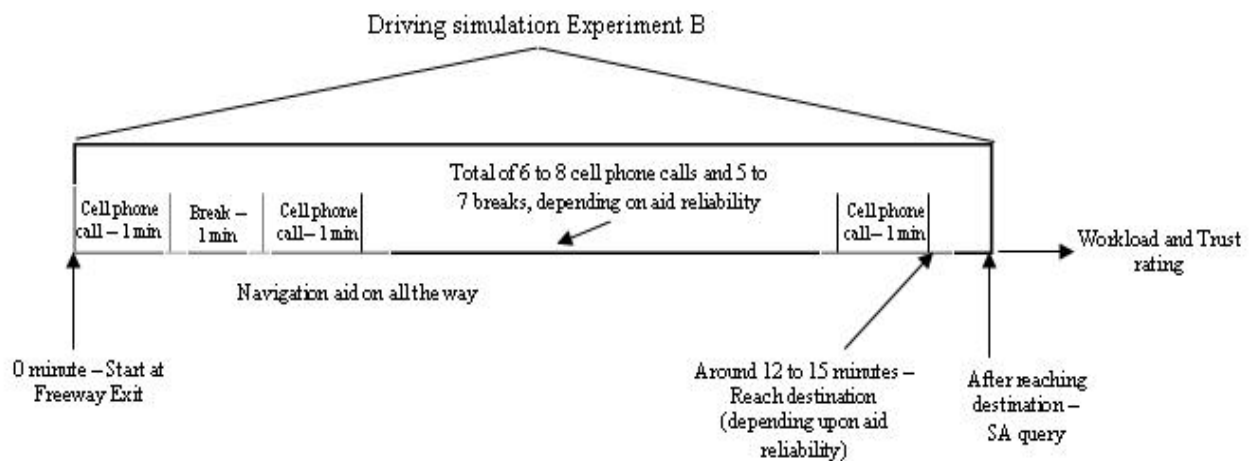 Driving simulation Experiment B
Total of 6 to 8 cell phone calls and 5 to
7 breaks, depending on aid reliability
Cell phone
call – 1 min
Break –
1 min
Cell phone
call – 1 min
Cell phone
call – 1 min
Workload and Trust
rating
Navigation aid on all the way
0 minute – Start at
Freeway Exit
Around 12 to 15 minutes –
Reach destination
(depending upon aid
reliability)
After reaching
destination –
SA query